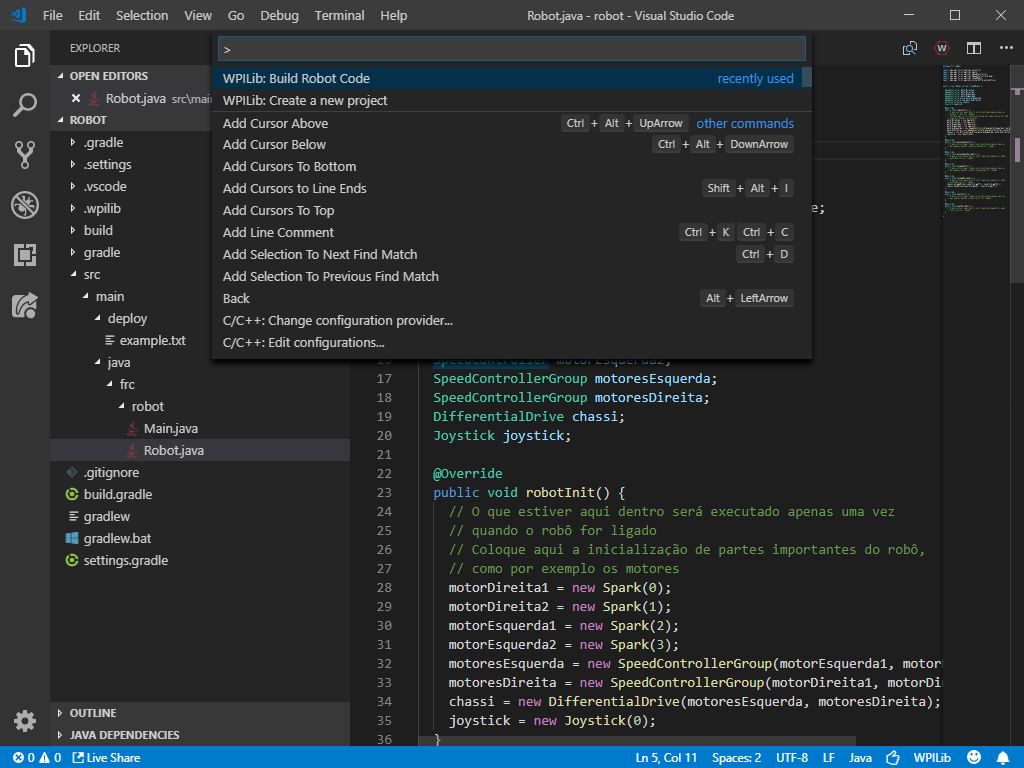 File Edit Selection View Go Debug Terminal Help Robot.java - robot - Visual Studio Code
EXPLORER
>
OPEN EDITORS
WPILib: Build Robot Code recently used
Robot.java src\main
WPILib: Create a new project
ROBOT
Add Cursor Above Ctrl + Alt + UpArrow other commands
.gradle
Add Cursor Below Ctrl + Alt + DownArrow
.settings
Add Cursors To Bottom
.vscode
Add Cursors to Line Ends Shift + Alt + I
.wpilib
Add Cursors To Top
e;
build
Add Line Comment Ctrl + K Ctrl + C
gradle
Add Selection To Next Find Match Ctrl + D
src
Add Selection To Previous Find Match
main
Back Alt + LeftArrow
deploy
C/C++: Change configuration provider...
example.txt
C/C++: Edit configurations...
java
16 SpeedController motorEsquerda2;
frc
17 SpeedControllerGroup motoresEsquerda;
robot
18 SpeedControllerGroup motoresDireita;
Main.java
19 DifferentialDrive chassi;
Robot.java
20 Joystick joystick;
.gitignore
21
build.gradle
22 @Override
gradlew
23 public void robotInit() {
gradlew.bat
24 // O que estiver aqui dentro será executado apenas uma vez
settings.gradle
25 // quando o robô for ligado
26 // Coloque aqui a inicialização de partes importantes do robô,
27 // como por exemplo os motores
28 motorDireita1 = new Spark(0);
29 motorDireita2 = new Spark(1);
30 motorEsquerda1 = new Spark(2);
31 motorEsquerda2 = new Spark(3);
32 motoresEsquerda = new SpeedControllerGroup(motorEsquerda1, motor
33 motoresDireita = new SpeedControllerGroup(motorDireita1, motorDi
34 chassi = new DifferentialDrive(motoresEsquerda, motoresDireita);
35 joystick = new Joystick(0);
36 }
OUTLINE
JAVA DEPENDENCIES
0 0 Live Share Ln 5, Col 11 Spaces: 2 UTF-8 LF Java WPILib